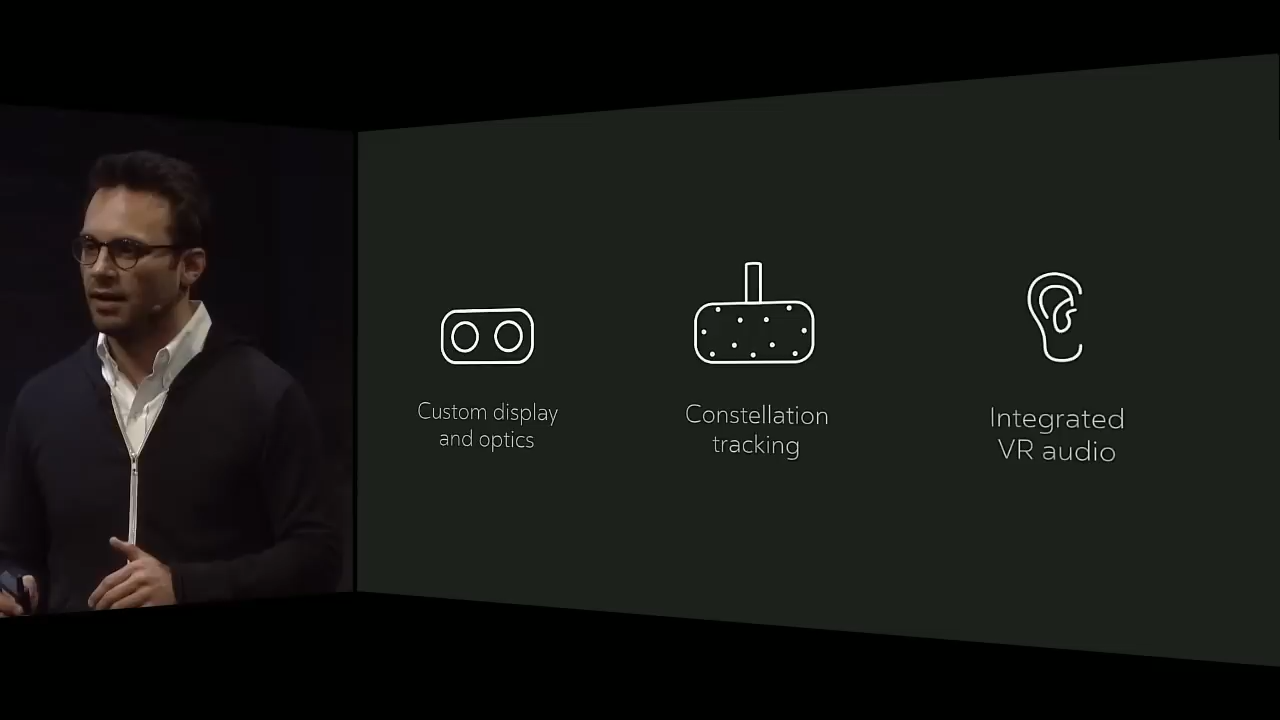 Custom display
and optics
Constellation
tracking
Integrated
VR audio